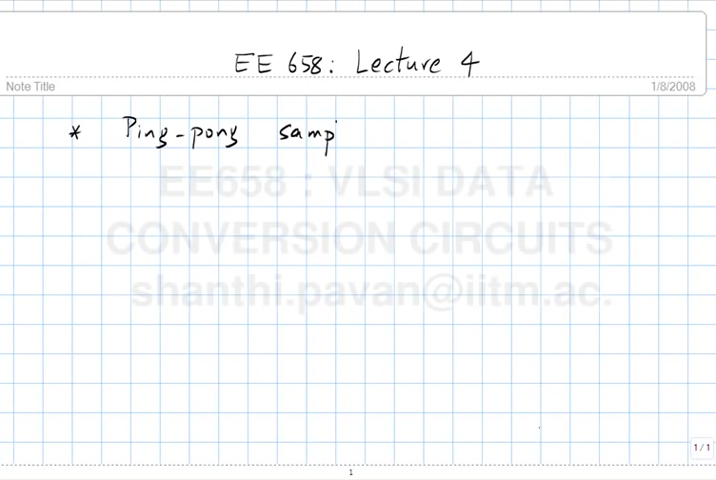 EE 658: Lecture 4
Note Title
1/8/2008
* Ping-pong samp
EE658 : VLSI DATA
CONVERSION CIRCUITS
shanthi.pavan@iitm.ac.
1/1
1